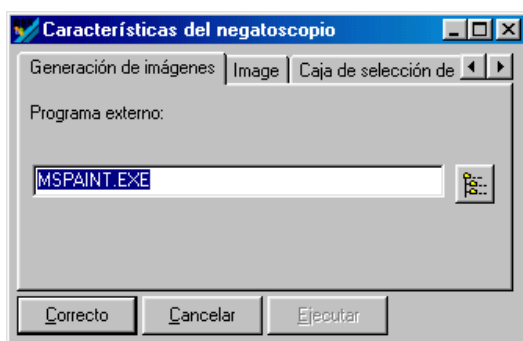 Características del negatoscopio
Generación de imágenes Image Caja de selección de
Programa externo:
MSPAINT.EXE
Correcto Cancelar Ejecutar